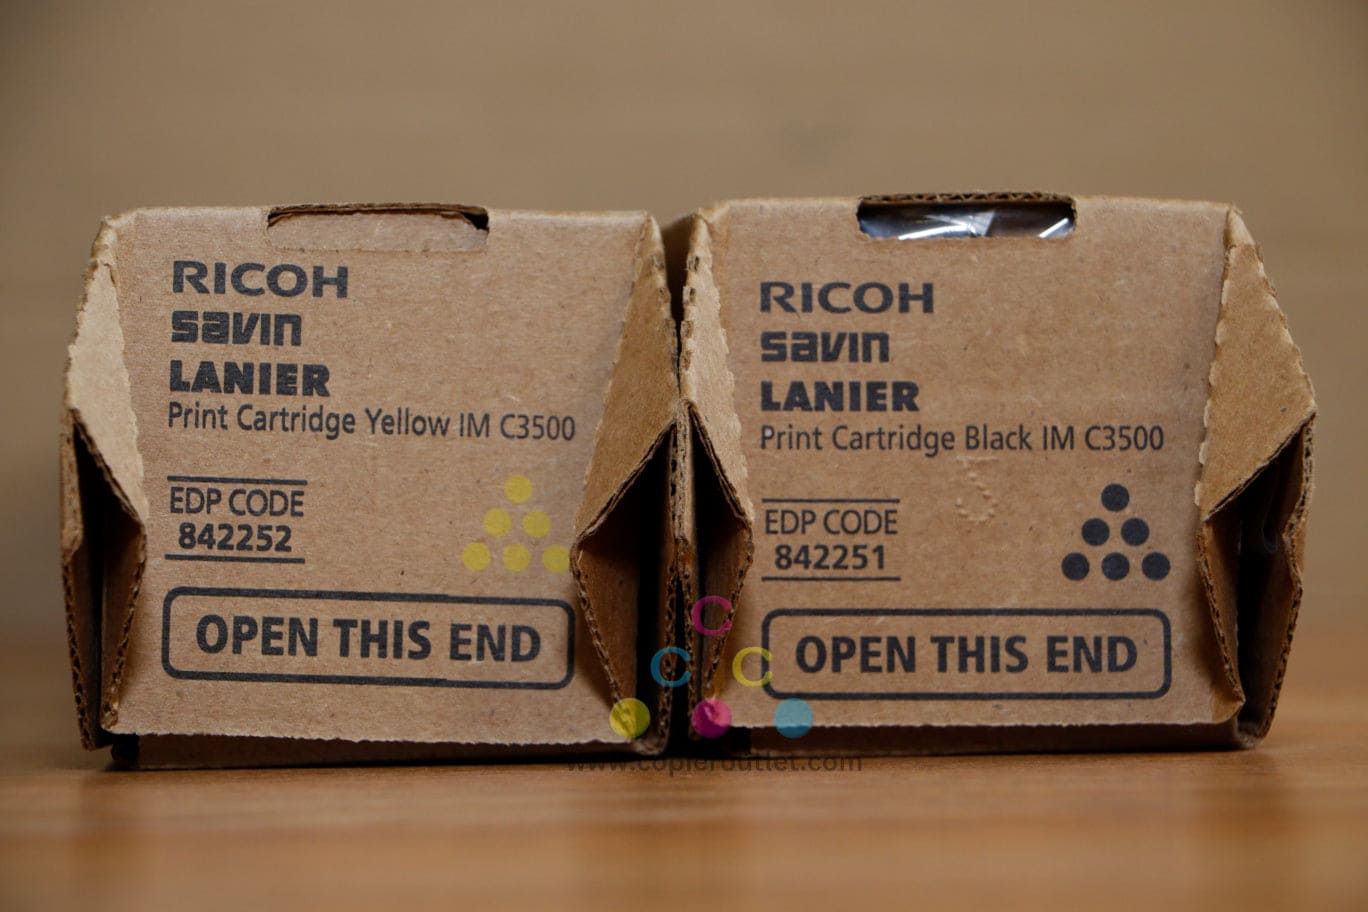 RICOH
savin
LANIER
Print Cartridge Yellow IM C3500
EDP CODE
842252
OPEN THIS END
RICOH
savin
LANIER
Print Cartridge Black IM C3500
EDP CODE
842251
OPEN THIS END
C
C C
www.copieroutlet.com